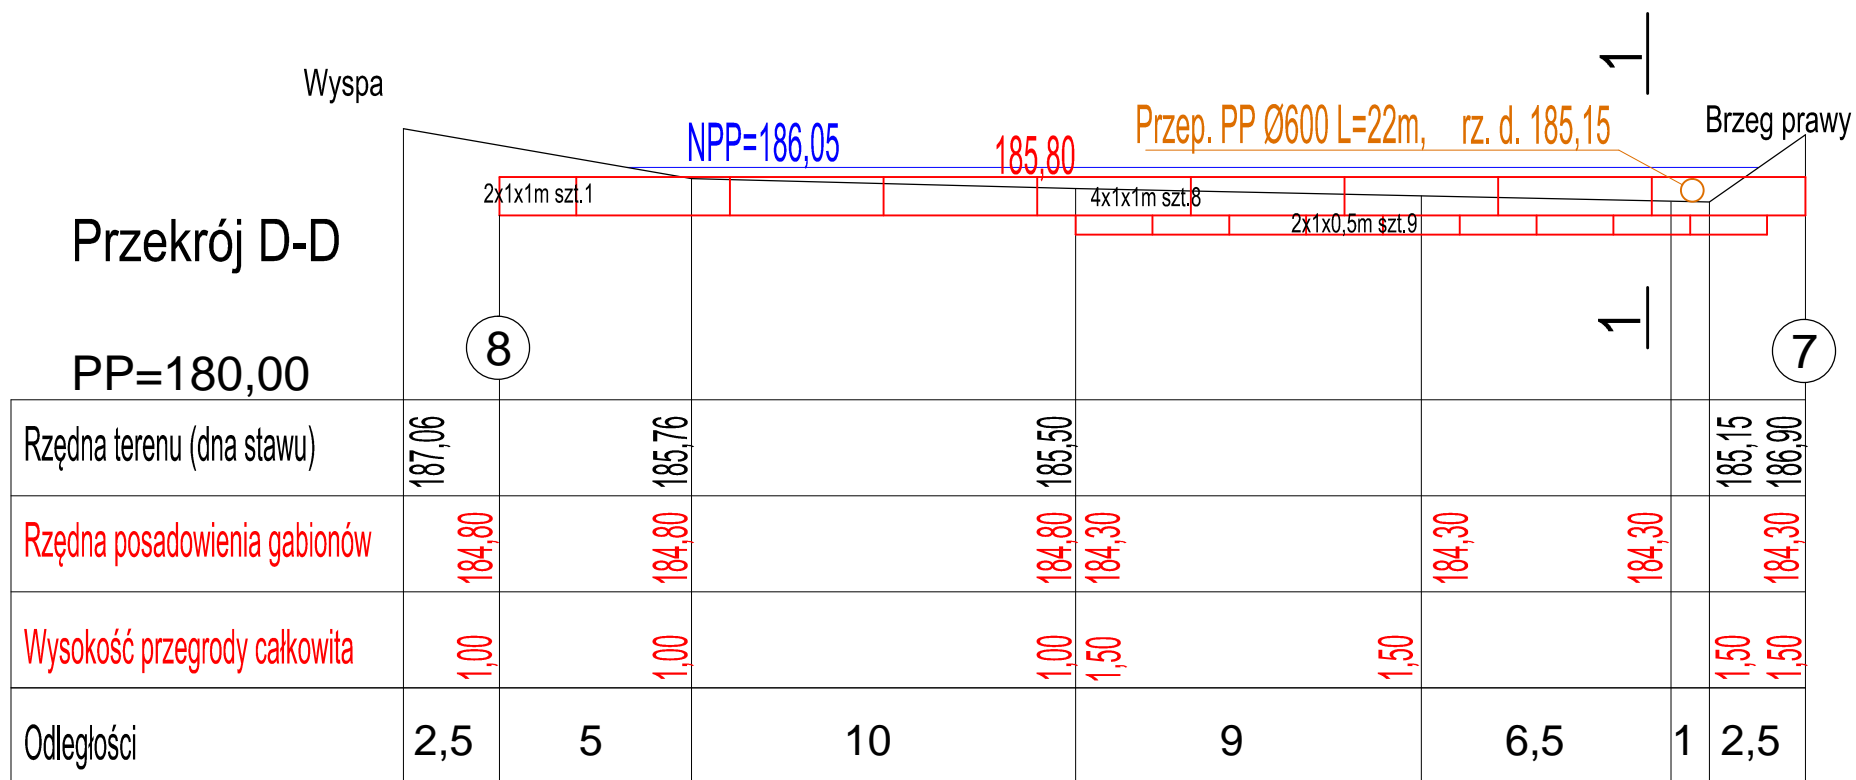 1
Wyspa
NPP=186,05
185,80
Przep. PP Ø600 L=22m, rz. d. 185,15
Brzeg prawy
2x1x1m szt.1
4x1x1m szt.8
2x1x0,5m szt.9
Przekrój D-D
1
8
7
PP=180,00
Rzędna terenu (dna stawu) 187,06 185,76 185,50 185,15 186,90
Rzędna posadowienia gabionów 184,80 184,80 184,80 184,30 184,30 184,30 184,30
Wysokość przegrody całkowita 1,00 1,00 1,00 1,50 1,50 1,50 1,50
Odległości 2,5 5 10 9 6,5 1 2,5